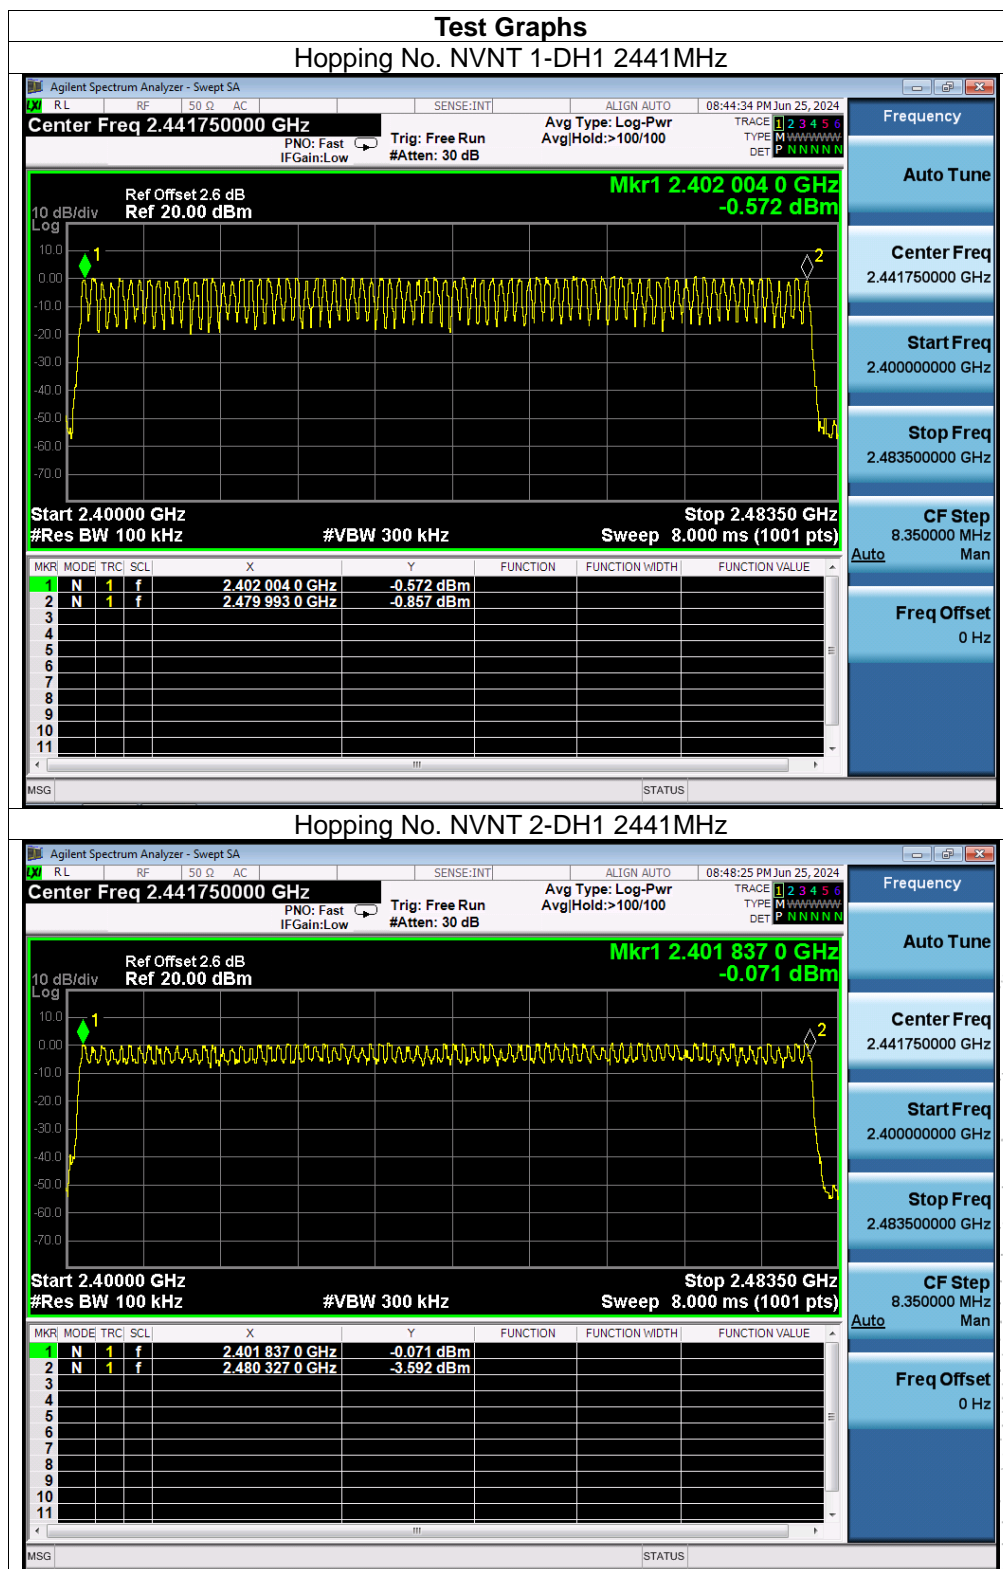 Test Graphs
Hopping No. NVNT 1-DH1 2441MHz
Agilent Spectrum Analyzer - Swept SA
LXI RL RF 50 Ω AC SENSE:INT ALIGN AUTO 08:44:34 PM Jun 25, 2024
Center Freq 2.441750000 GHz
PNO: Fast
IFGain:Low
Trig: Free Run
#Atten: 30 dB
Avg Type: Log-Pwr
Avg|Hold:>100/100
TRACE 1 2 3 4 5 6
TYPE M WWWWW
DET P N N N N N
Frequency
Auto Tune
Center Freq
2.441750000 GHz
Start Freq
2.400000000 GHz
Stop Freq
2.483500000 GHz
CF Step
8.350000 MHz
Auto Man
Freq Offset
0 Hz
Mkr1 2.402 004 0 GHz
-0.572 dBm
Ref Offset 2.6 dB
10 dB/div Ref 20.00 dBm
Log
1
2
10.0
0.00
-10.0
-20.0
-30.0
-40.0
-50.0
-60.0
-70.0
Start 2.40000 GHz Stop 2.48350 GHz
#Res BW 100 kHz #VBW 300 kHz Sweep 8.000 ms (1001 pts)
MKR MODE TRC SCL X Y FUNCTION FUNCTION WIDTH FUNCTION VALUE
1 N 1 f 2.402 004 0 GHz -0.572 dBm
2 N 1 f 2.479 993 0 GHz -0.857 dBm
3
4
5
6
7
8
9
10
11
MSG STATUS
Hopping No. NVNT 2-DH1 2441MHz
Agilent Spectrum Analyzer - Swept SA
LXI RL RF 50 Ω AC SENSE:INT ALIGN AUTO 08:48:25 PM Jun 25, 2024
Center Freq 2.441750000 GHz
PNO: Fast
IFGain:Low
Trig: Free Run
#Atten: 30 dB
Avg Type: Log-Pwr
Avg|Hold:>100/100
TRACE 1 2 3 4 5 6
TYPE M WWWWW
DET P N N N N N
Frequency
Auto Tune
Center Freq
2.441750000 GHz
Start Freq
2.400000000 GHz
Stop Freq
2.483500000 GHz
CF Step
8.350000 MHz
Auto Man
Freq Offset
0 Hz
Mkr1 2.401 837 0 GHz
-0.071 dBm
Ref Offset 2.6 dB
10 dB/div Ref 20.00 dBm
Log
1
2
10.0
0.00
-10.0
-20.0
-30.0
-40.0
-50.0
-60.0
-70.0
Start 2.40000 GHz Stop 2.48350 GHz
#Res BW 100 kHz #VBW 300 kHz Sweep 8.000 ms (1001 pts)
MKR MODE TRC SCL X Y FUNCTION FUNCTION WIDTH FUNCTION VALUE
1 N 1 f 2.401 837 0 GHz -0.071 dBm
2 N 1 f 2.480 327 0 GHz -3.592 dBm
3
4
5
6
7
8
9
10
11
MSG STATUS